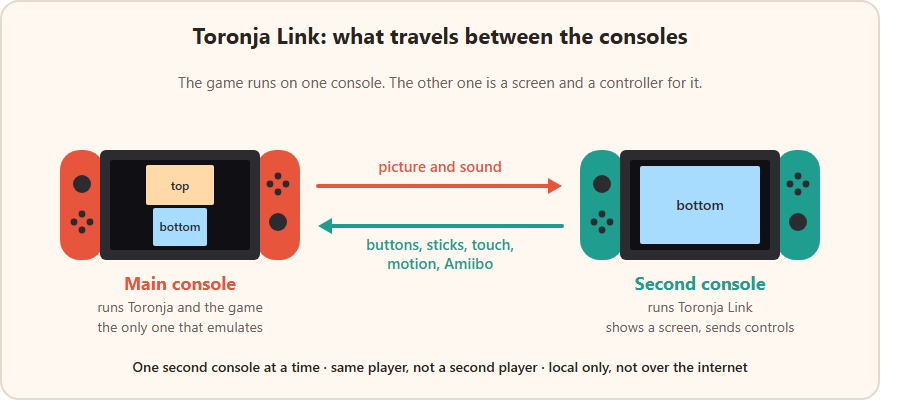 Toronja Link: what travels between the consoles
The game runs on one console. The other one is a screen and a controller for it.
picture and sound
top
bottom
bottom
buttons, sticks, touch,
motion, Amiibo
Main console
runs Toronja and the game
the only one that emulates
Second console
runs Toronja Link
shows a screen, sends controls
One second console at a time · same player, not a second player · local only, not over the internet